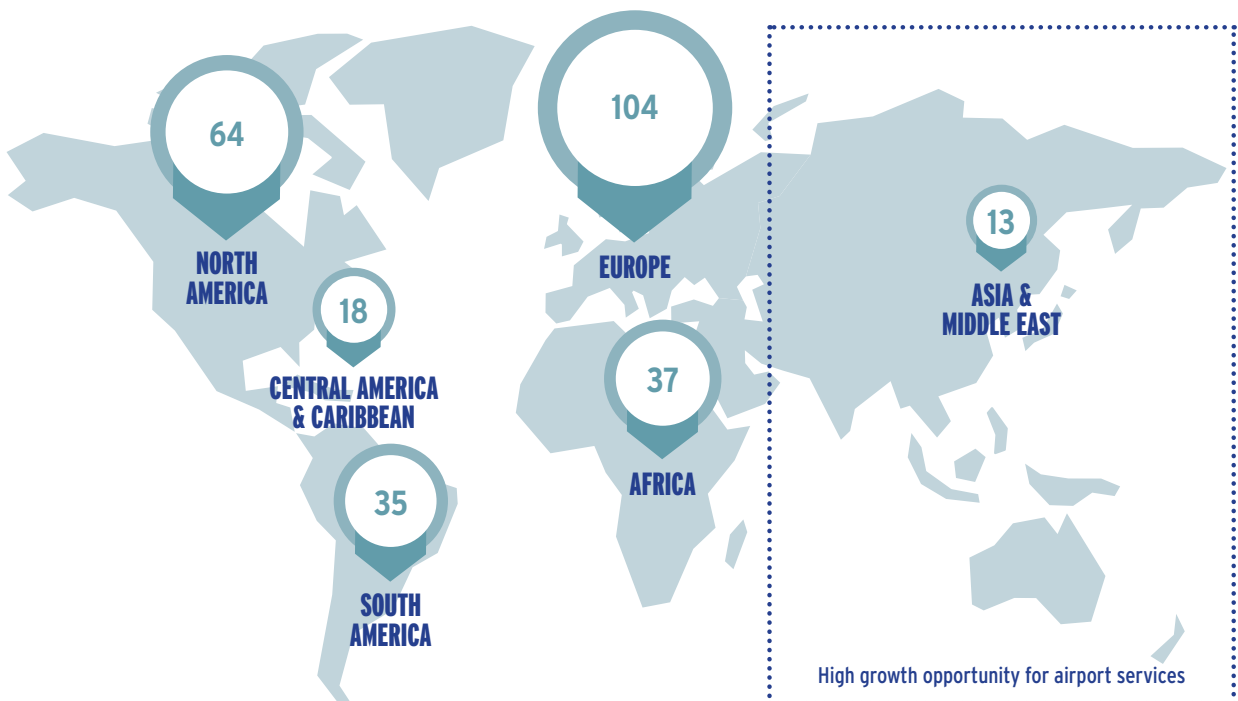 64
NORTH
AMERICA
18
CENTRAL AMERICA
& CARIBBEAN
35
SOUTH
AMERICA
104
EUROPE
37
AFRICA
13
ASIA &
MIDDLE EAST
High growth opportunity for airport services